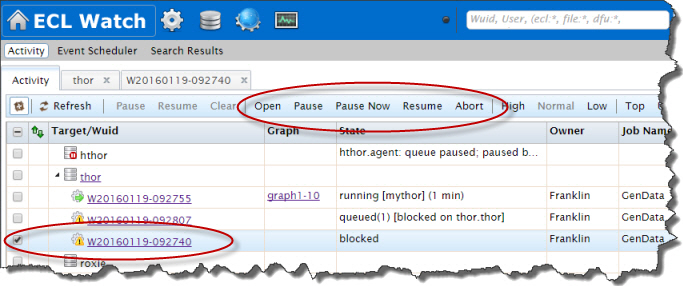 ECL Watch
Wuid, User, (ecl:*, file:*, dfu:*,
Activity Event Scheduler Search Results
Activity thor W20160119-092740
Refresh Pause Resume Clear Open Pause Pause Now Resume Abort High Normal Low Top
Target/Wuid Graph State Owner Job Name
hthor hthor.agent: queue paused; paused b...
thor
W20160119-092755 graph1-10 running [mythor] (1 min) Franklin GenData
W20160119-092807 queued(1) [blocked on thor.thor] Franklin GenData
W20160119-092740 blocked Franklin GenData
roxie